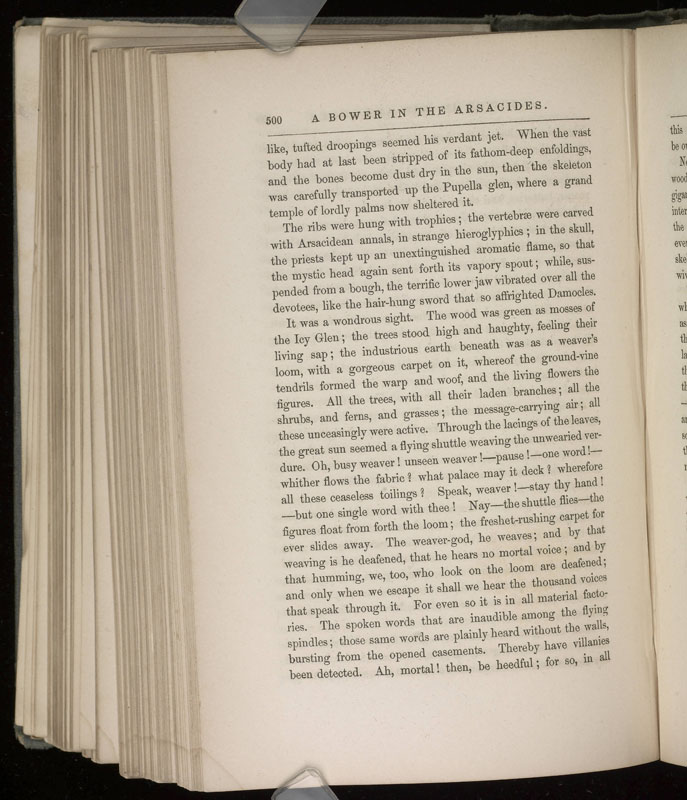 500 A BOWER IN THE ARSACIDES.
like, tufted droopings seemed his verdant jet. When the vast
body had at last been stripped of its fathom-deep enfoldings,
and the bones become dust dry in the sun, then the skeleton
was carefully transported up the Pupella glen, where a grand
temple of lordly palms now sheltered it.
The ribs were hung with trophies; the vertebræ were carved
with Arsacidean annals, in strange hieroglyphics; in the skull,
the priests kept up an unextinguished aromatic flame, so that
the mystic head again sent forth its vapory spout; while, sus-
pended from a bough, the terrific lower jaw vibrated over all the
devotees, like the hair-hung sword that so affrighted Damocles.
It was a wondrous sight. The wood was green as mosses of
the Icy Glen; the trees stood high and haughty, feeling their
living sap; the industrious earth beneath was as a weaver's
loom, with a gorgeous carpet on it, whereof the ground-vine
tendrils formed the warp and woof, and the living flowers the
figures. All the trees, with all their laden branches; all the
shrubs, and ferns, and grasses; the message-carrying air; all
these unceasingly were active. Through the lacings of the leaves,
the great sun seemed a flying shuttle weaving the unwearied ver-
dure. Oh, busy weaver! unseen weaver!—pause!—one word!—
whither flows the fabric? what palace may it deck? wherefore
all these ceaseless toilings? Speak, weaver!—stay thy hand!
—but one single word with thee! Nay—the shuttle flies—the
figures float from forth the loom; the freshet-rushing carpet for
ever slides away. The weaver-god, he weaves; and by that
weaving is he deafened, that he hears no mortal voice; and by
that humming, we, too, who look on the loom are deafened;
and only when we escape it shall we hear the thousand voices
that speak through it. For even so it is in all material facto-
ries. The spoken words that are inaudible among the flying
spindles; those same words are plainly heard without the walls,
bursting from the opened casements. Thereby have villanies
been detected. Ah, mortal! then, be heedful; for so, in all
this
be
wood
the